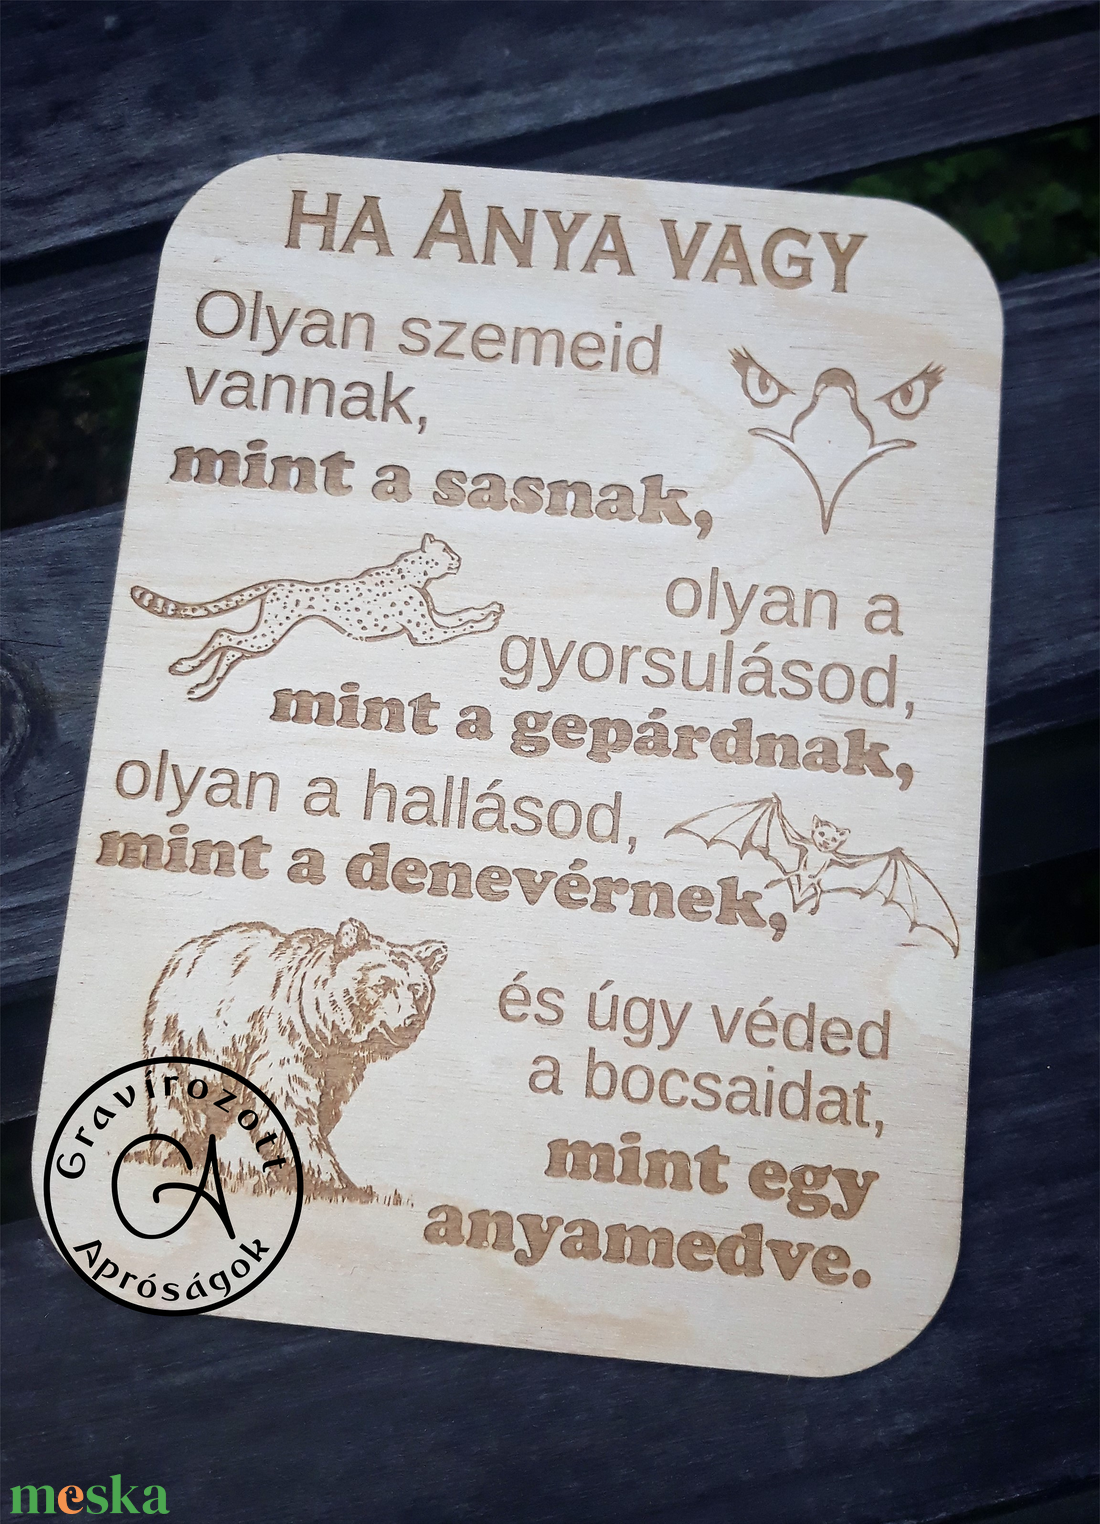 HA ANYA VAGY
Olyan szemeid
vannak,
mint a sasnak,
olyan a
gyorsulásod,
mint a gepárdnak,
olyan a hallásod,
mint a denevérnek,
és úgy véded
a bocsaidat,
mint egy
anyamedve.
Gravírozott
GA
Apróságok
meska